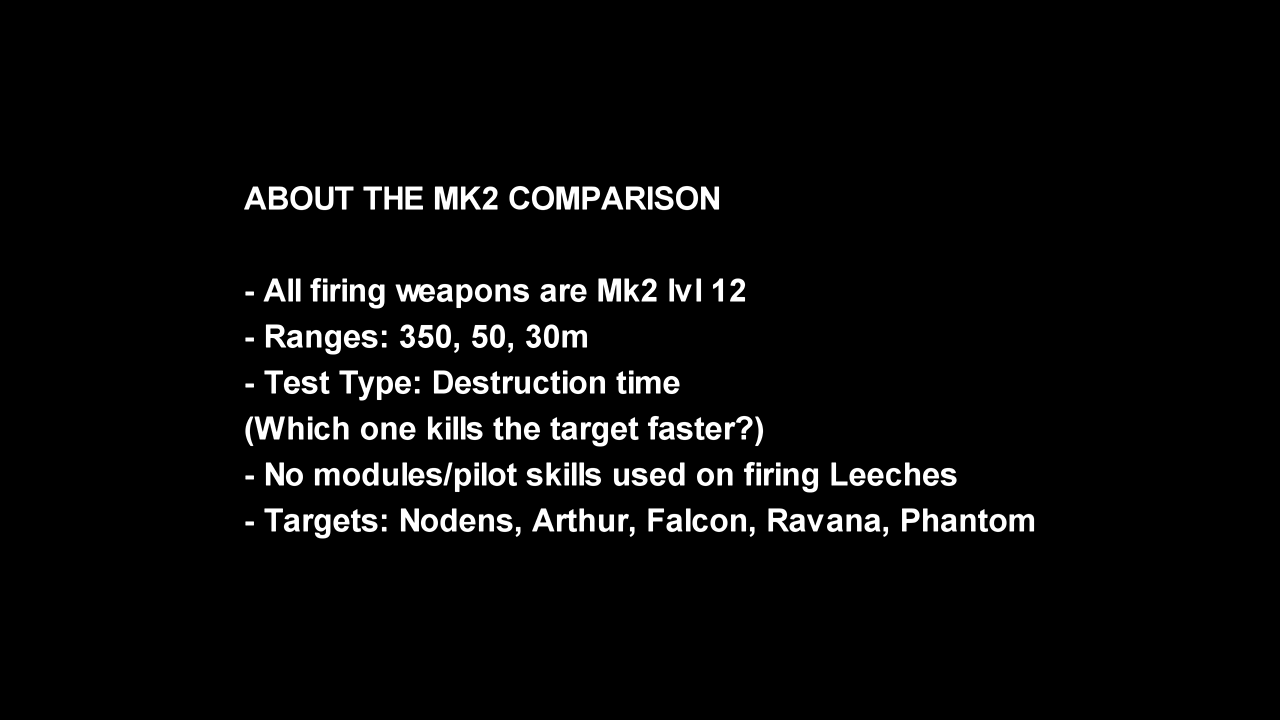 ABOUT THE MK2 COMPARISON
- All firing weapons are Mk2 lvl 12
- Ranges: 350, 50, 30m
- Test Type: Destruction time
(Which one kills the target faster?)
- No modules/pilot skills used on firing Leeches
- Targets: Nodens, Arthur, Falcon, Ravana, Phantom